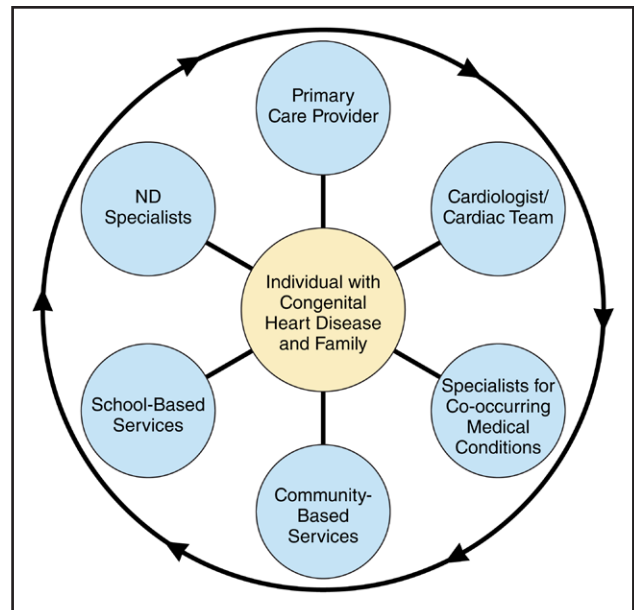 Primary
Care Provider
ND
Specialists
Cardiologist/
Cardiac Team
Individual with
Congenital
Heart Disease
and Family
School-Based
Services
Specialists for
Co-occurring
Medical
Conditions
Community-
Based
Services